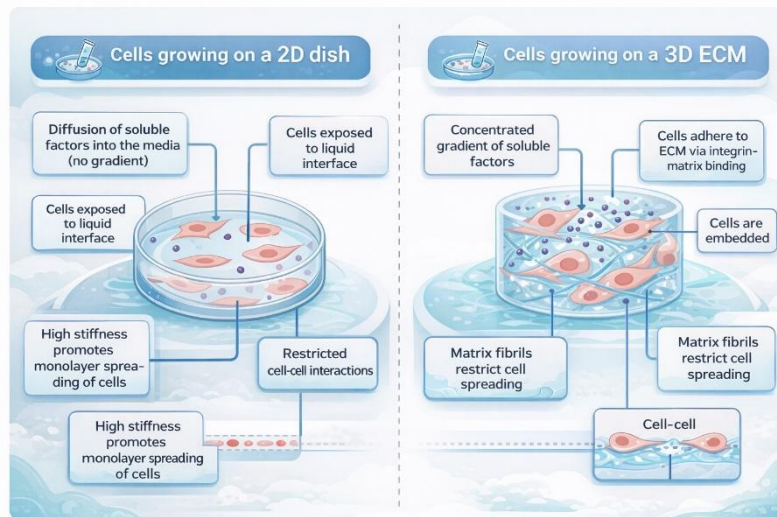 Cells growing on a 2D dish
Diffusion of soluble
factors into the media
(no gradient)
Cells exposed
to liquid
interface
Cells exposed
to liquid
interface
High stiffness
promotes
monolayer sprea-
ding of cells
Restricted
cell-cell interactions
High stiffness
promotes
monolayer spreading
of cells
Cells growing on a 3D ECM
Concentrated
gradient of soluble
factors
Cells adhere to
ECM via integrin-
matrix binding
Cells are
embedded
Matrix fibrils
restrict cell
spreading
Matrix fibrils
restrict cell
spreading
Cell-cell